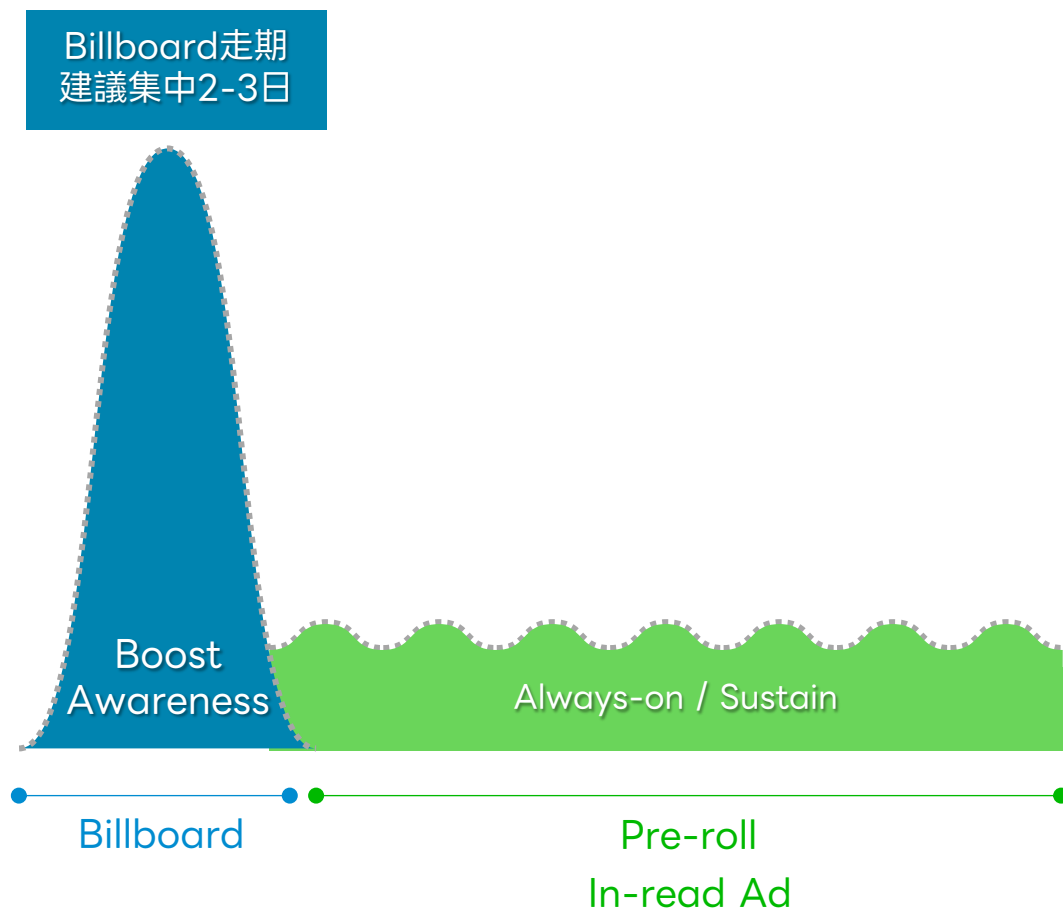 Billboard走期
建議集中2-3日
Boost
Awareness
Always-on / Sustain
Billboard
Pre-roll
In-read Ad